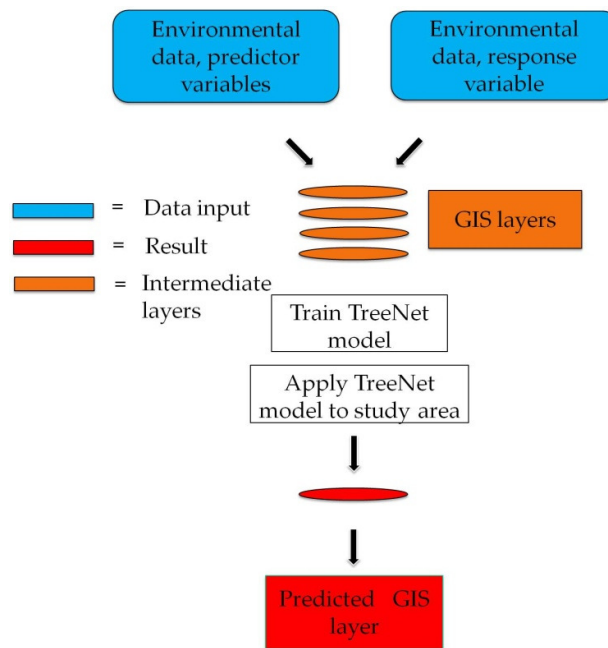 Environmental
data, predictor
variables
Environmental
data, response
variable
= Data input
= Result
= Intermediate
layers
GIS layers
Train TreeNet
model
Apply TreeNet
model to study area
Predicted GIS
layer